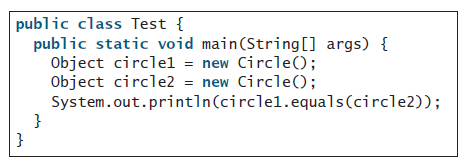 public class Test {
public static void main(String[] args) {
Object circle1 = new Circle();
Object circle2 = new Circle();
System.out.println(circle1.equals(circle2));
}
}